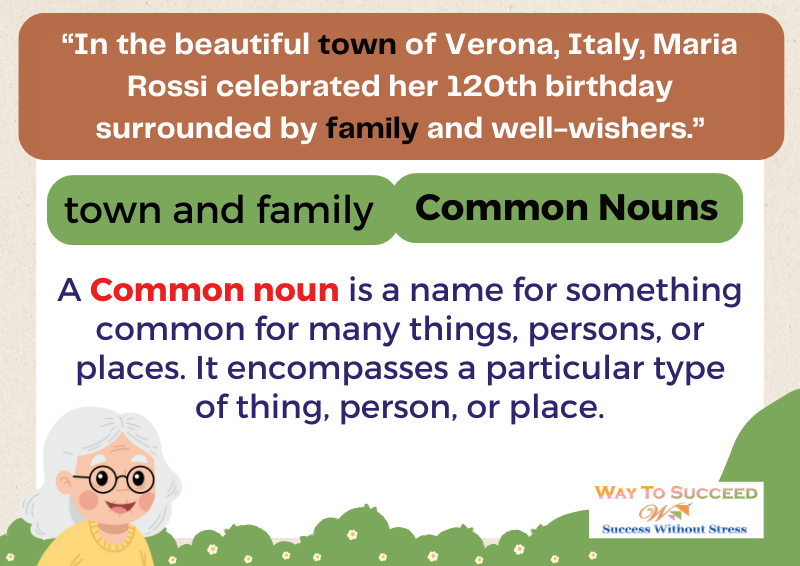 “In the beautiful town of Verona, Italy, Maria
Rossi celebrated her 120th birthday
surrounded by family and well-wishers.”
town and family
Common Nouns
A Common noun is a name for something
common for many things, persons, or
places. It encompasses a particular type
of thing, person, or place.
WAY TO SUCCEED
W
Success Without Stress